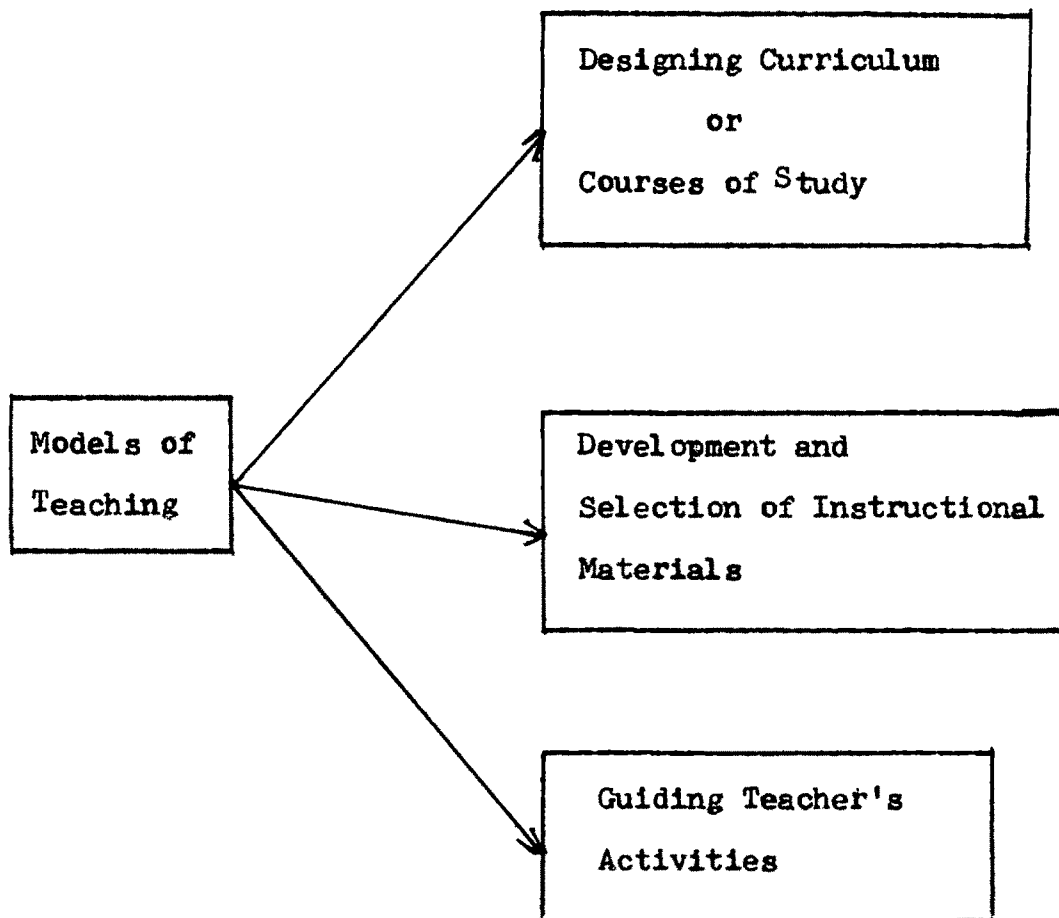 Designing Curriculum
or
Courses of Study
Models of
Teaching
Development and
Selection of Instructional
Materials
Guiding Teacher's
Activities